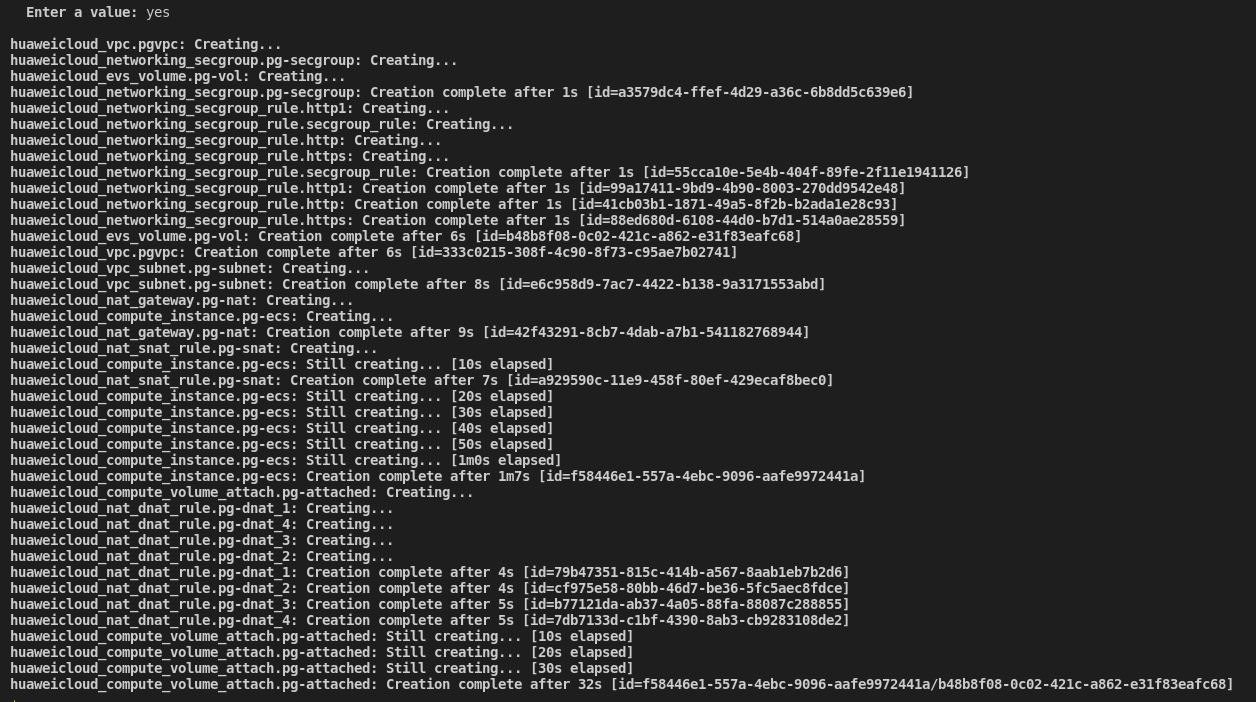 Enter a value: yes
huaweicloud_vpc.pgvpc: Creating...
huaweicloud_networking_secgroup.pg-secgroup: Creating...
huaweicloud_evs_volume.pg-vol: Creating...
huaweicloud_networking_secgroup.pg-secgroup: Creation complete after 1s [id=a3579dc4-ffef-4d29-a36c-6b8dd5c639e6]
huaweicloud_networking_secgroup_rule.http1: Creating...
huaweicloud_networking_secgroup_rule.secgroup_rule: Creating...
huaweicloud_networking_secgroup_rule.http: Creating...
huaweicloud_networking_secgroup_rule.https: Creating...
huaweicloud_networking_secgroup_rule.secgroup_rule: Creation complete after 1s [id=55cca10e-5e4b-404f-89fe-2f11e1941126]
huaweicloud_networking_secgroup_rule.http1: Creation complete after 1s [id=99a17411-9bd9-4b90-8003-270dd9542e48]
huaweicloud_networking_secgroup_rule.http: Creation complete after 1s [id=41cb03b1-1871-49a5-8f2b-b2ada1e28c93]
huaweicloud_networking_secgroup_rule.https: Creation complete after 1s [id=88ed680d-6108-44d0-b7d1-514a0ae28559]
huaweicloud_evs_volume.pg-vol: Creation complete after 6s [id=b48b8f08-0c02-421c-a862-e31f83eafc68]
huaweicloud_vpc.pgvpc: Creation complete after 6s [id=333c0215-308f-4c90-8f73-c95ae7b02741]
huaweicloud_vpc_subnet.pg-subnet: Creating...
huaweicloud_vpc_subnet.pg-subnet: Creation complete after 8s [id=e6c958d9-7ac7-4422-b138-9a3171553abd]
huaweicloud_nat_gateway.pg-nat: Creating...
huaweicloud_compute_instance.pg-ecs: Creating...
huaweicloud_nat_gateway.pg-nat: Creation complete after 9s [id=42f43291-8cb7-4dab-a7b1-541182768944]
huaweicloud_nat_snat_rule.pg-snat: Creating...
huaweicloud_compute_instance.pg-ecs: Still creating... [10s elapsed]
huaweicloud_nat_snat_rule.pg-snat: Creation complete after 7s [id=a929590c-11e9-458f-80ef-429ecaf8bec0]
huaweicloud_compute_instance.pg-ecs: Still creating... [20s elapsed]
huaweicloud_compute_instance.pg-ecs: Still creating... [30s elapsed]
huaweicloud_compute_instance.pg-ecs: Still creating... [40s elapsed]
huaweicloud_compute_instance.pg-ecs: Still creating... [50s elapsed]
huaweicloud_compute_instance.pg-ecs: Still creating... [1m0s elapsed]
huaweicloud_compute_instance.pg-ecs: Creation complete after 1m7s [id=f58446e1-557a-4ebc-9096-aafe9972441a]
huaweicloud_compute_volume_attach.pg-attached: Creating...
huaweicloud_nat_dnat_rule.pg-dnat_1: Creating...
huaweicloud_nat_dnat_rule.pg-dnat_4: Creating...
huaweicloud_nat_dnat_rule.pg-dnat_3: Creating...
huaweicloud_nat_dnat_rule.pg-dnat_2: Creating...
huaweicloud_nat_dnat_rule.pg-dnat_1: Creation complete after 4s [id=79b47351-815c-414b-a567-8aab1eb7b2d6]
huaweicloud_nat_dnat_rule.pg-dnat_2: Creation complete after 4s [id=cf975e58-80bb-46d7-be36-5fc5aec8fdce]
huaweicloud_nat_dnat_rule.pg-dnat_3: Creation complete after 5s [id=b77121da-ab37-4a05-88fa-88087c288855]
huaweicloud_nat_dnat_rule.pg-dnat_4: Creation complete after 5s [id=7db7133d-c1bf-4390-8ab3-cb9283108de2]
huaweicloud_compute_volume_attach.pg-attached: Still creating... [10s elapsed]
huaweicloud_compute_volume_attach.pg-attached: Still creating... [20s elapsed]
huaweicloud_compute_volume_attach.pg-attached: Still creating... [30s elapsed]
huaweicloud_compute_volume_attach.pg-attached: Creation complete after 32s [id=f58446e1-557a-4ebc-9096-aafe9972441a/b48b8f08-0c02-421c-a862-e31f83eafc68]